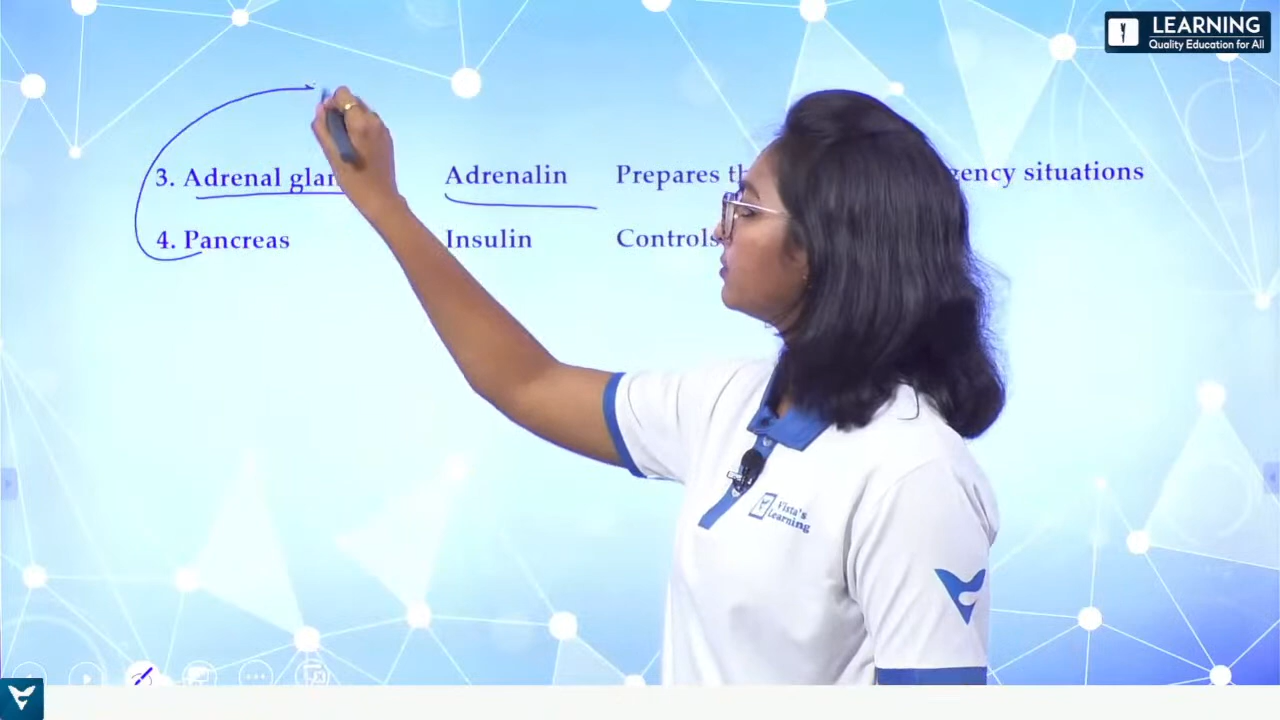 LEARNING
Quality Education for All
3. Adrenal glan Adrenalin Prepares th gency situations
4. Pancreas Insulin Controls
Vista's
Learning